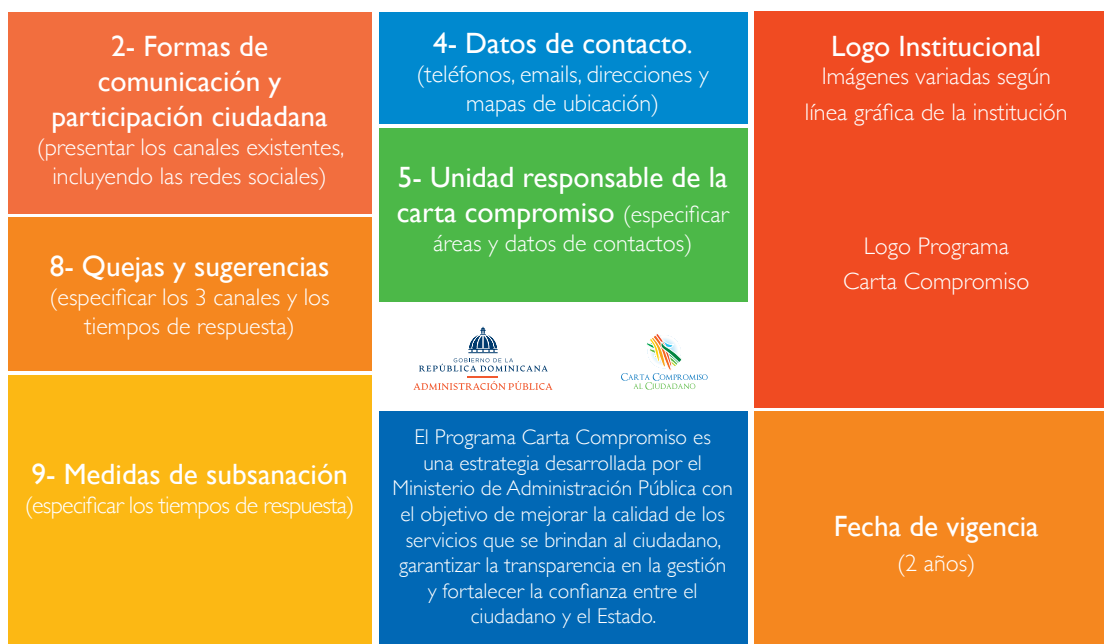 2- Formas de
comunicación y
participación ciudadana
(presentar los canales existentes,
incluyendo las redes sociales)
8- Quejas y sugerencias
(especificar los 3 canales y los
tiempos de respuesta)
9- Medidas de subsanación
(especificar los tiempos de respuesta)
4- Datos de contacto.
(teléfonos, emails, direcciones y
mapas de ubicación)
5- Unidad responsable de la
carta compromiso (especificar
áreas y datos de contactos)
GOBIERNO DE LA
REPÚBLICA DOMINICANA
ADMINISTRACIÓN PÚBLICA
CARTA COMPROMISO
AL CIUDADANO
El Programa Carta Compromiso es
una estrategia desarrollada por el
Ministerio de Administración Pública con
el objetivo de mejorar la calidad de los
servicios que se brindan al ciudadano,
garantizar la transparencia en la gestión
y fortalecer la confianza entre el
ciudadano y el Estado.
Logo Institucional
Imágenes variadas según
línea gráfica de la institución
Logo Programa
Carta Compromiso
Fecha de vigencia
(2 años)